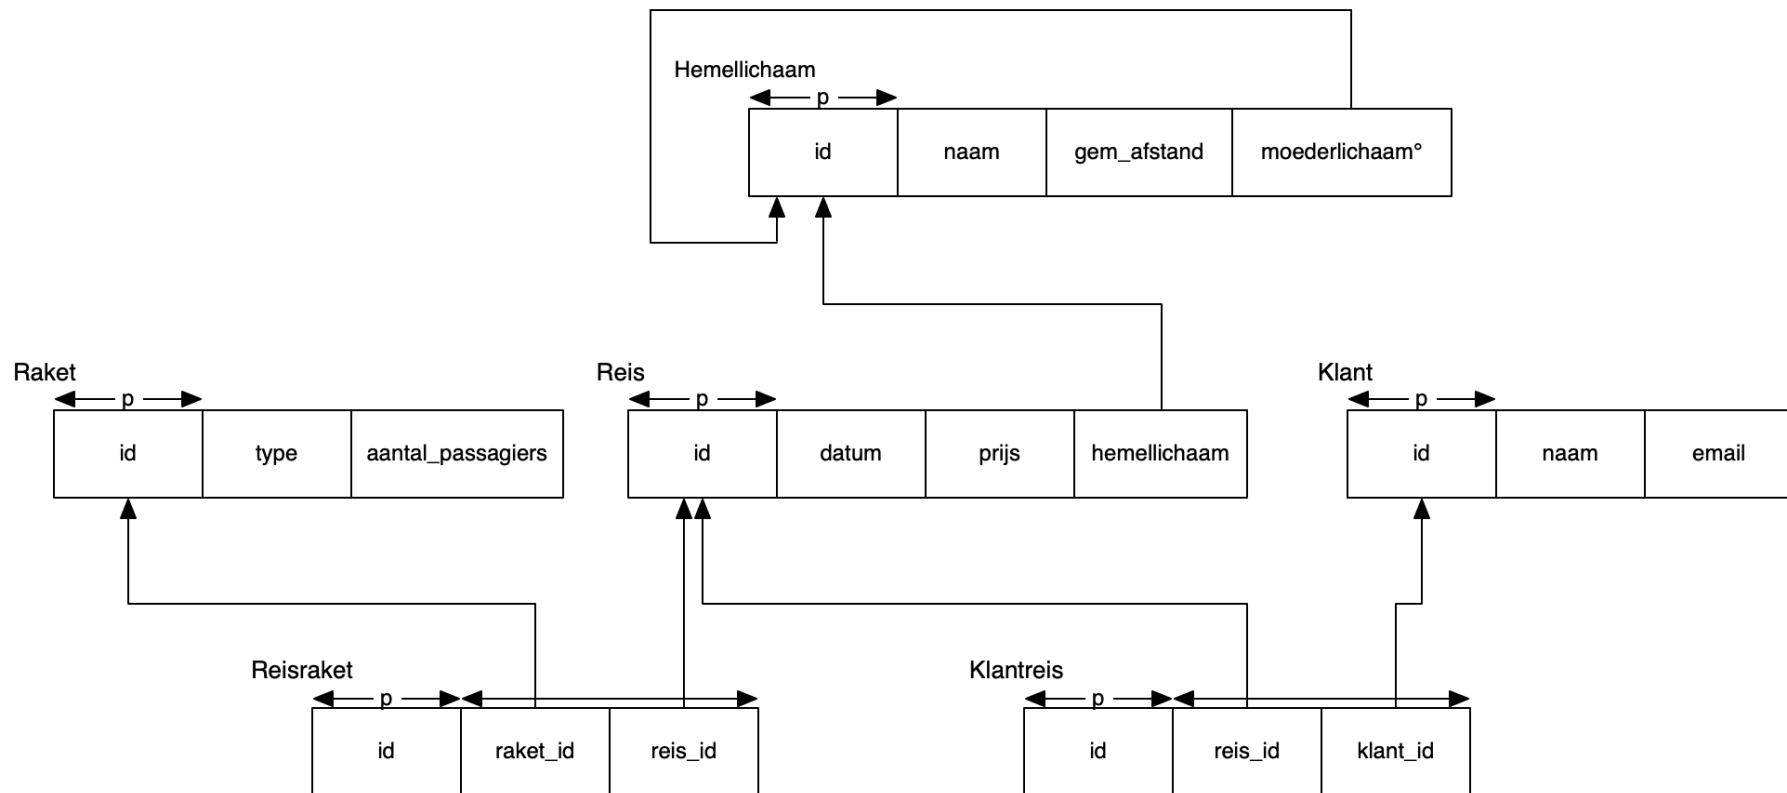 Hemellichaam
p
id naam gem_afstand moederlichaam°
Raket
p
id type aantal_passagiers
Reis
p
id datum prijs hemellichaam
Klant
p
id naam email
Reisraket
p
id raket_id reis_id
Klantreis
p
id reis_id klant_id